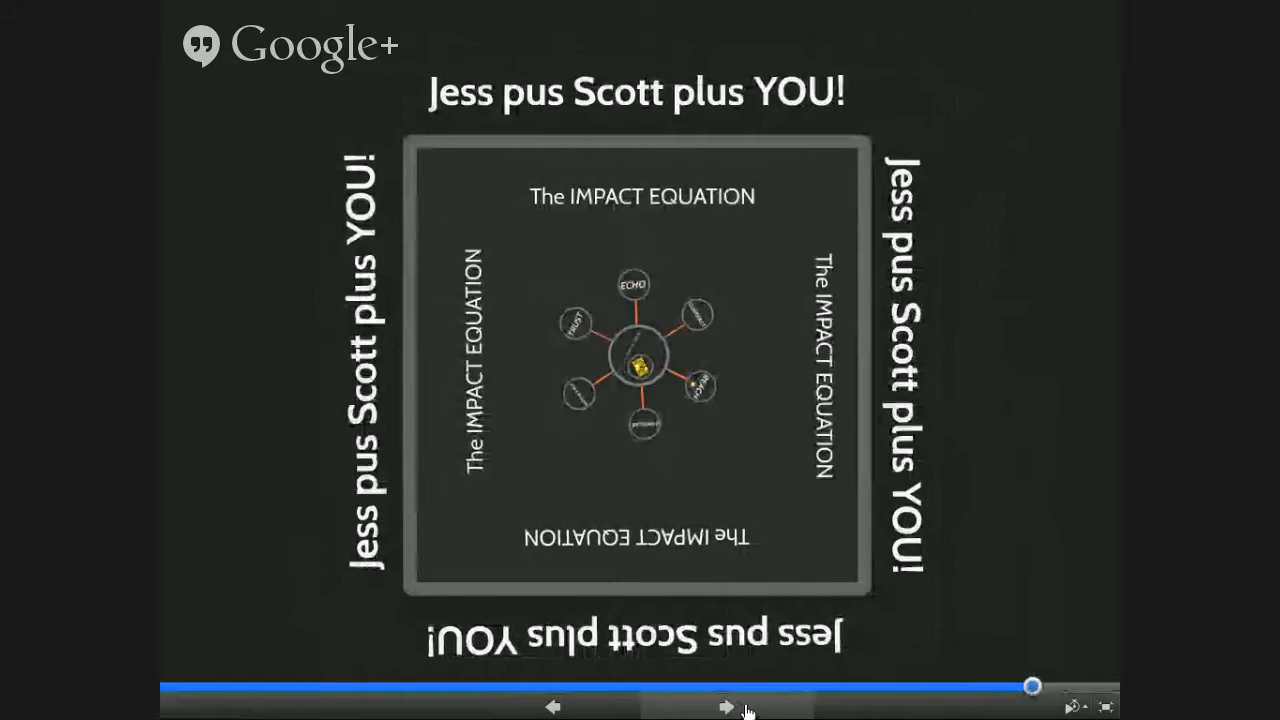 Google+
Jess pus Scott plus YOU!
Jess pus Scott plus YOU!
Jess pus Scott plus YOU!
The IMPACT EQUATION
The IMPACT EQUATION
The IMPACT EQUATION
ECHO
TRUST
The IMPACT EQUATION
Jess pus Scott plus YOU!